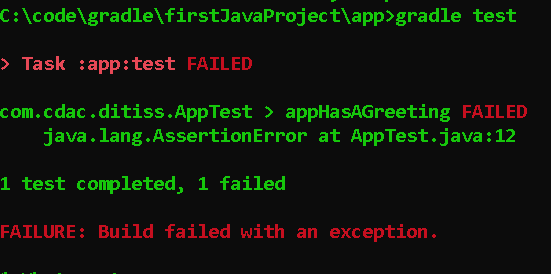 C:\code\gradle\firstJavaProject\app>gradle test
> Task :app:test FAILED
com.cdac.ditiss.AppTest > appHasAGreeting FAILED
java.lang.AssertionError at AppTest.java:12
1 test completed, 1 failed
FAILURE: Build failed with an exception.